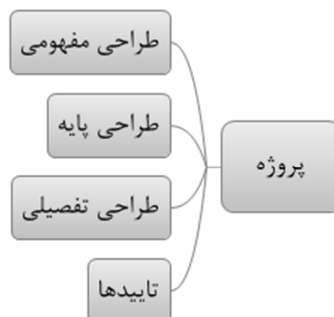 پروژه
طراحی مفهومی
طراحی پایه
طراحی تفصیلی
تاییدها